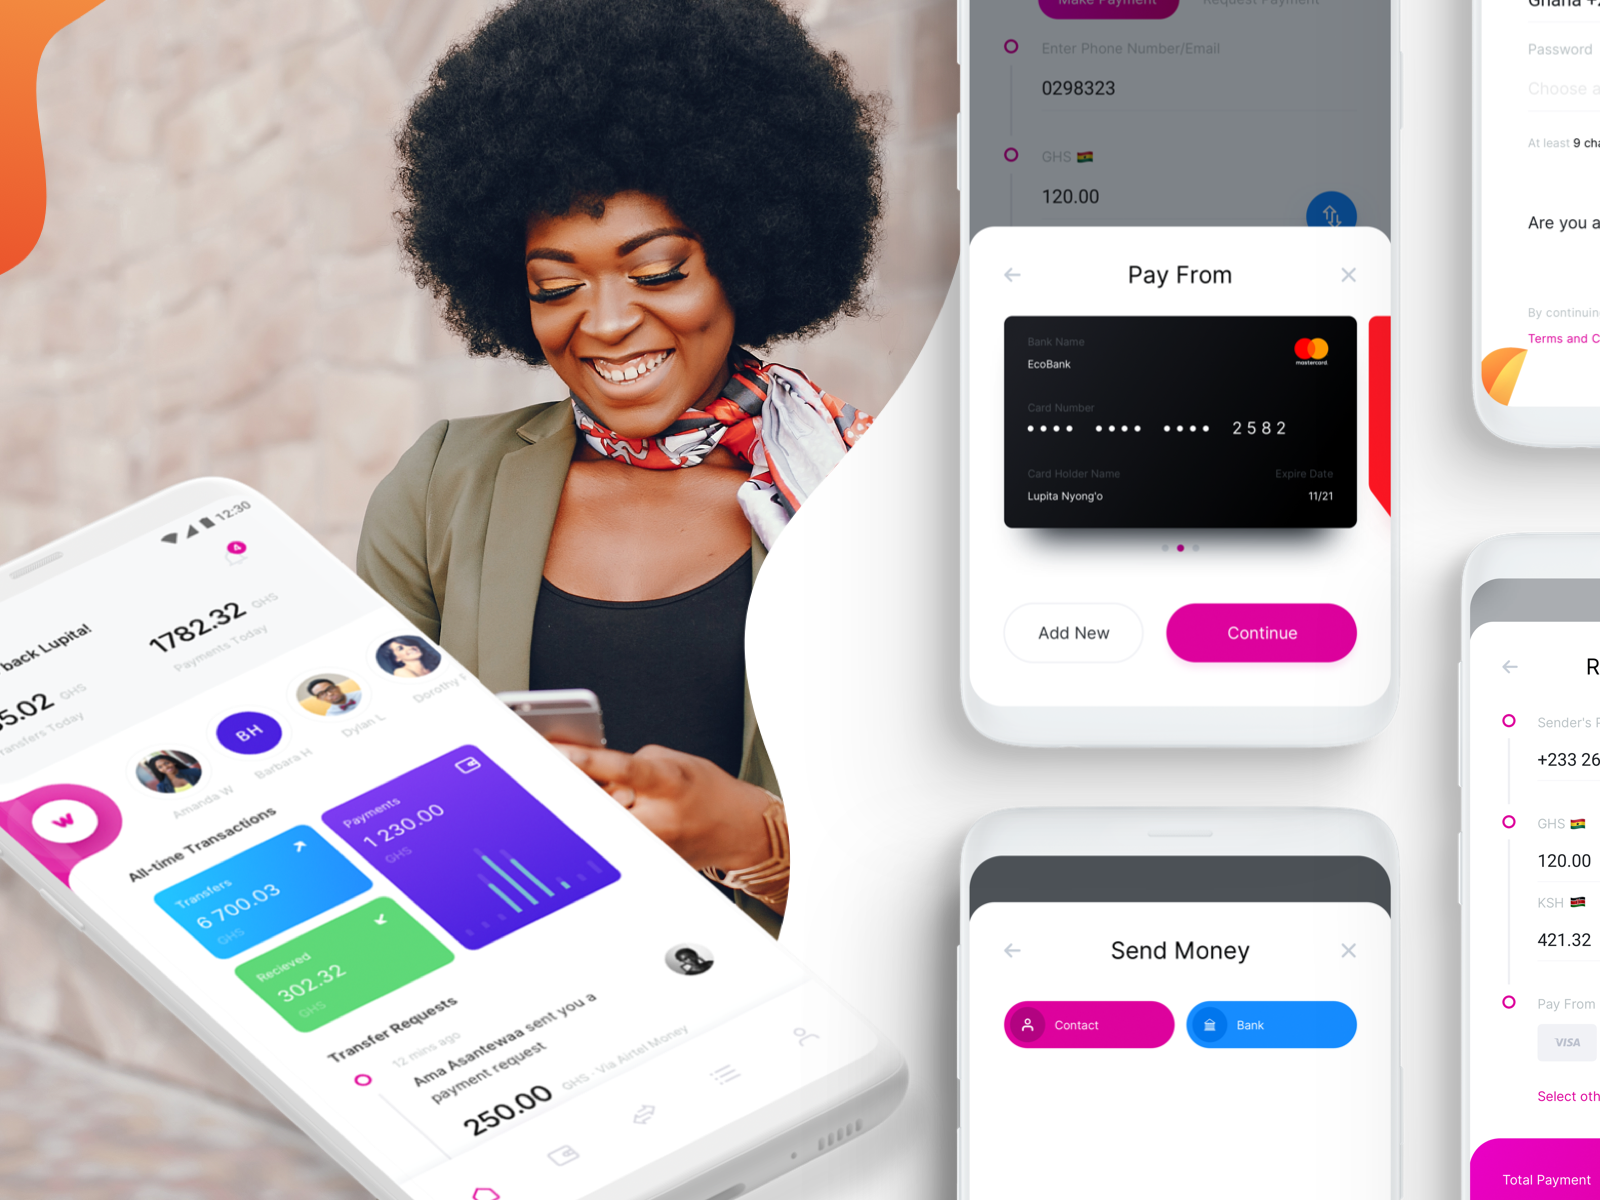 12:30
4
back Lupita!
1782.32 GHS
Payments Today
5.02 GHS
Transfers Today
Amanda W
BH
Barbara H
Dylan L
Dorothy
W
All-time Transactions
Transfers
6 700.03
GHS
Payments
1 230.00
GHS
Recieved
302.32
GHS
Transfer Requests
12 mins ago
Ama Asantewaa sent you a
payment request
250.00 GHS - Via Airtel Money
Make Payment Request Payment
Enter Phone Number/Email
0298323
GHS
120.00
Pay From
Bank Name
EcoBank
mastercard
Card Number
•••• •••• •••• 2582
Card Holder Name Expire Date
Lupita Nyong'o 11/21
Add New Continue
Send Money
Contact Bank
Ghana +
Password
Choose a
At least 9 cha
Are you a
By continuin
Terms and C
R
Sender's P
+233 26
GHS
120.00
KSH
421.32
Pay From
VISA
Select oth
Total Payment